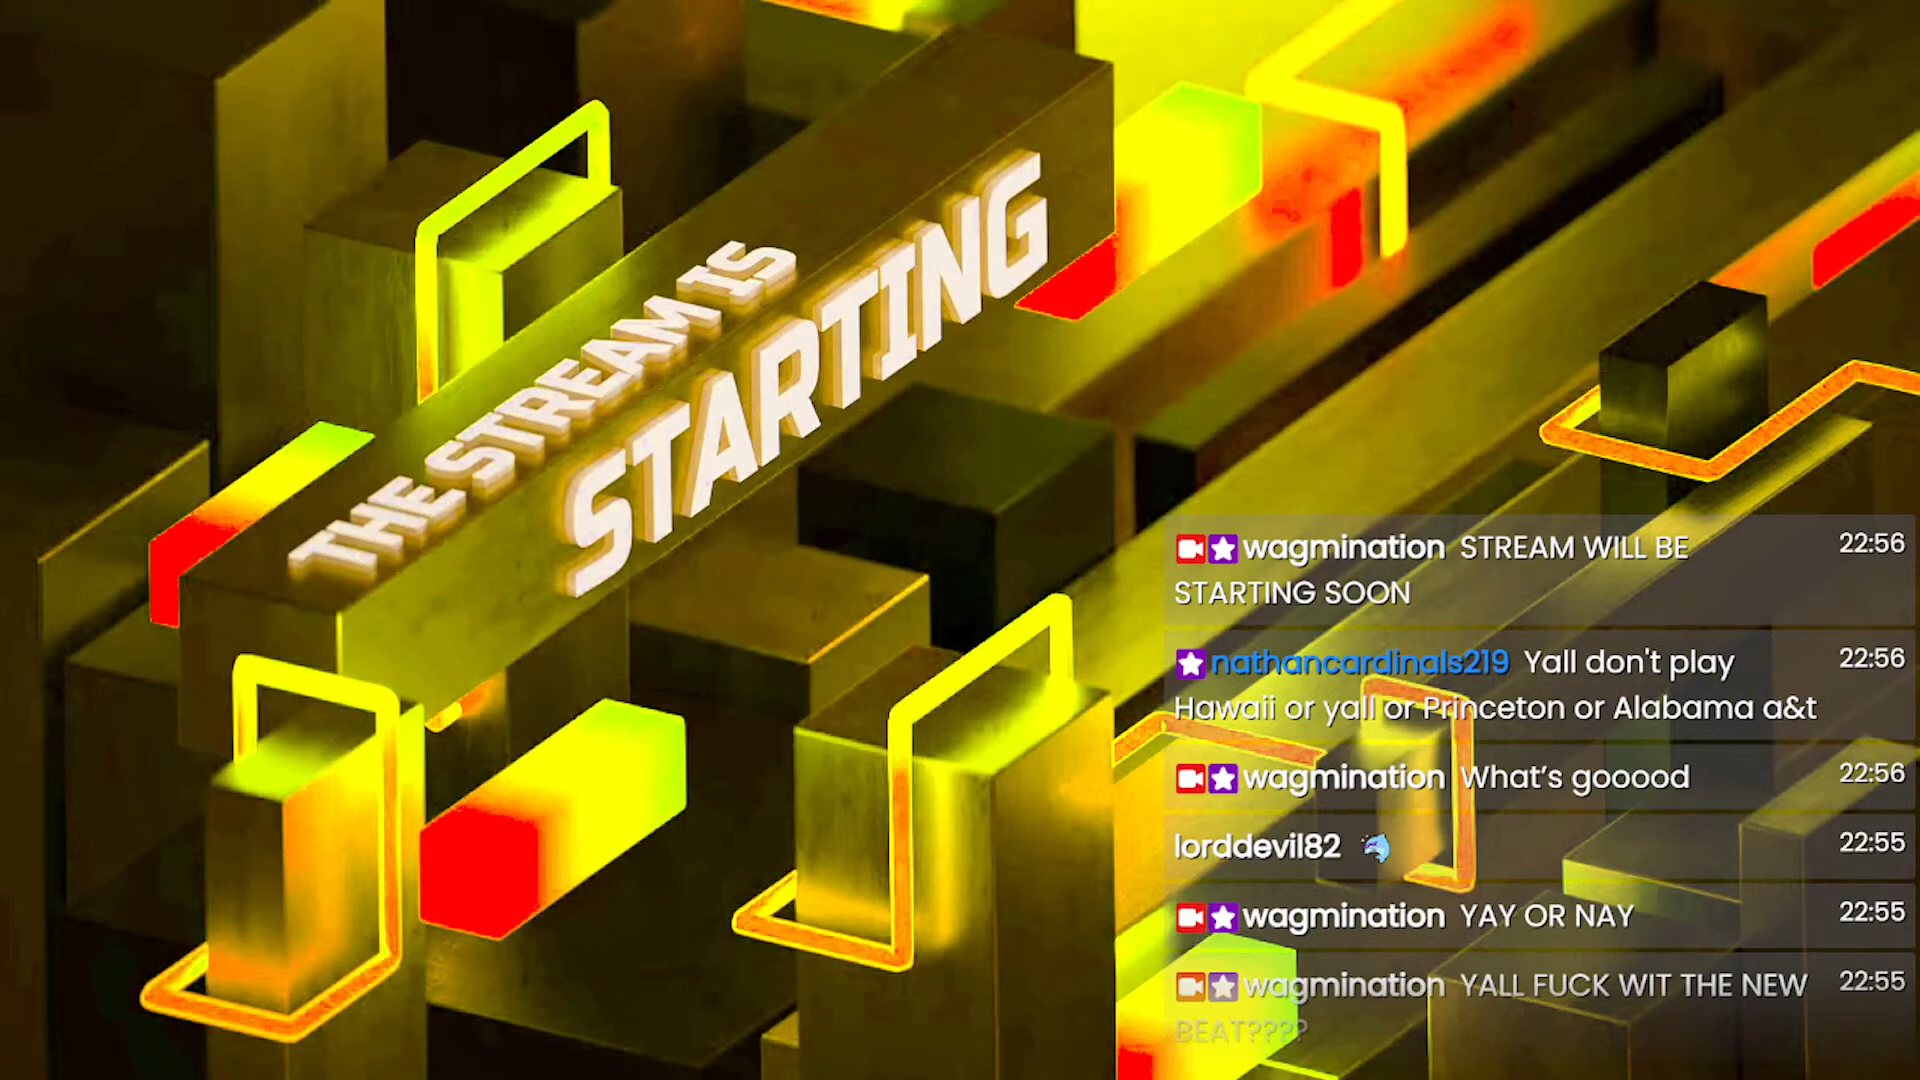 THE STREAM IS
STARTING
wagmination STREAM WILL BE 22:56
STARTING SOON
nathancardinals219 Yall don't play 22:56
Hawaii or yall or Princeton or Alabama a&t
wagmination What's gooood 22:56
lorddevil82 22:55
wagmination YAY OR NAY 22:55
wagmination YALL FUCK WIT THE NEW 22:55
BEAT????